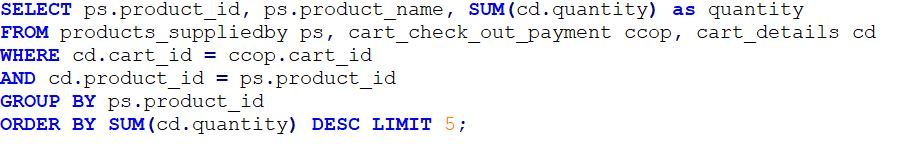 SELECT ps.product_id, ps.product_name, SUM(cd.quantity) as quantity
FROM products_suppliedby ps, cart_check_out_payment ccop, cart_details cd
WHERE cd.cart_id = ccop.cart_id
AND cd.product_id = ps.product_id
GROUP BY ps.product_id
ORDER BY SUM(cd.quantity) DESC LIMIT 5;